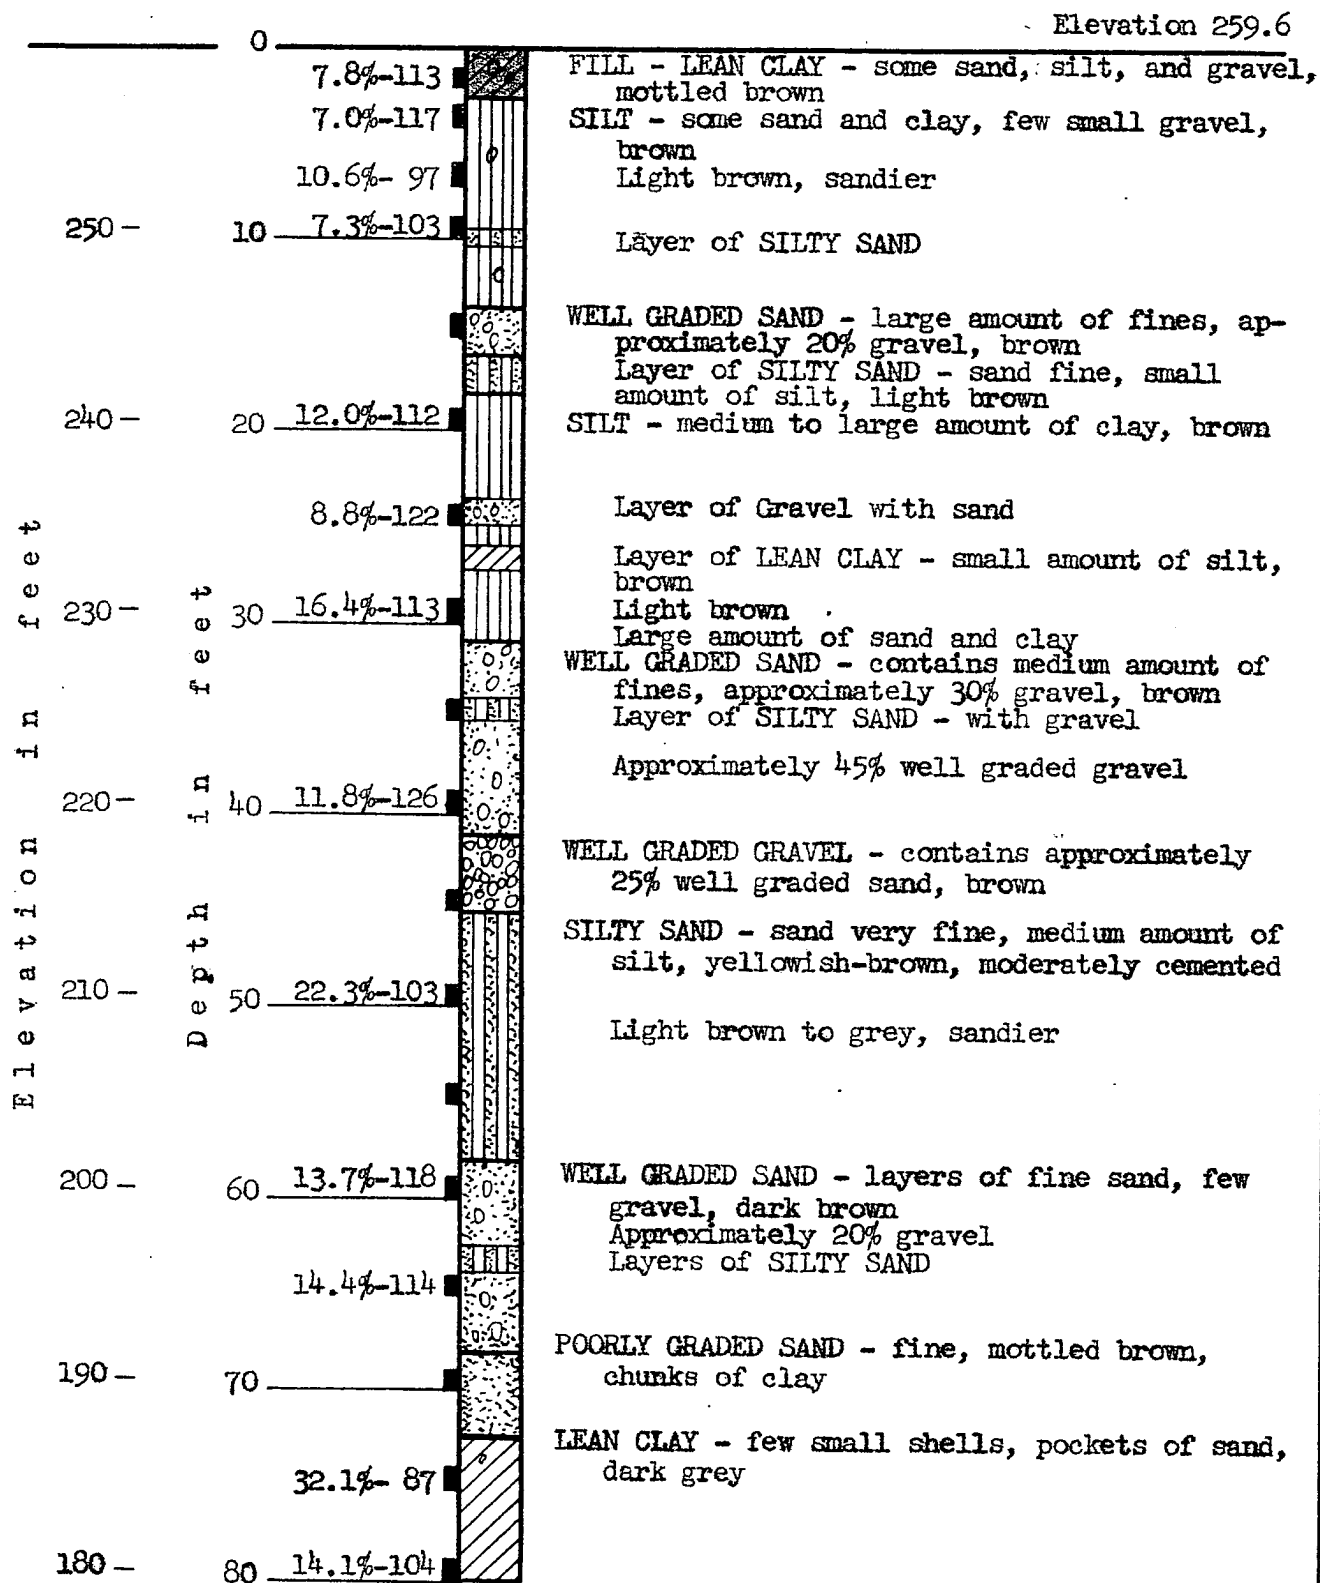 Elevation 259.6
0
7.8%-113 FILL - LEAN CLAY - some sand, silt, and gravel,
mottled brown
7.0%-117 SILT - some sand and clay, few small gravel,
brown
10.6%- 97 Light brown, sandier
250 - 10 7.3%-103 Layer of SILTY SAND
WELL GRADED SAND - large amount of fines, ap-
proximately 20% gravel, brown
Layer of SILTY SAND - sand fine, small
amount of silt, light brown
240 - 20 12.0%-112 SILT - medium to large amount of clay, brown
8.8%-122 Layer of Gravel with sand
Layer of LEAN CLAY - small amount of silt,
brown
230 - 30 16.4%-113 Light brown
Large amount of sand and clay
WELL GRADED SAND - contains medium amount of
fines, approximately 30% gravel, brown
Layer of SILTY SAND - with gravel
Approximately 45% well graded gravel
220 - 40 11.8%-126
WELL GRADED GRAVEL - contains approximately
25% well graded sand, brown
SILTY SAND - sand very fine, medium amount of
silt, yellowish-brown, moderately cemented
210 - 50 22.3%-103
Light brown to grey, sandier
200 - 60 13.7%-118 WELL GRADED SAND - layers of fine sand, few
gravel, dark brown
Approximately 20% gravel
Layers of SILTY SAND
14.4%-114
POORLY GRADED SAND - fine, mottled brown,
190 - 70 chunks of clay
LEAN CLAY - few small shells, pockets of sand,
32.1%- 87 dark grey
180 - 80 14.1%-104
Elevation in feet
Depth in feet